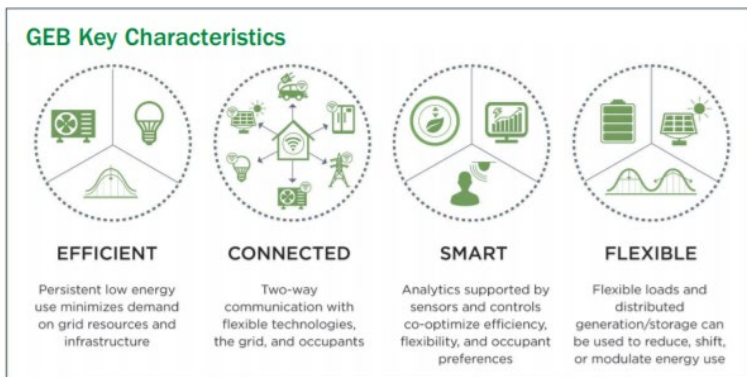 GEB Key Characteristics
EFFICIENT
Persistent low energy
use minimizes demand
on grid resources and
infrastructure
CONNECTED
Two-way
communication with
flexible technologies,
the grid, and occupants
SMART
Analytics supported by
sensors and controls
co-optimize efficiency,
flexibility, and occupant
preferences
FLEXIBLE
Flexible loads and
distributed
generation/storage can
be used to reduce, shift,
or modulate energy use